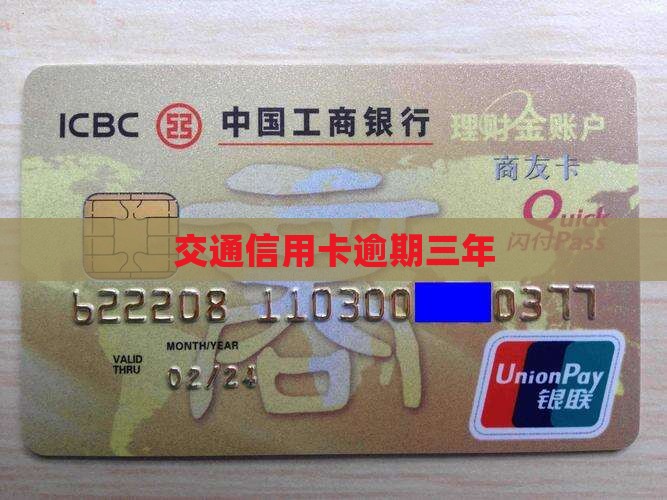 ICBC 中国工商银行 理财金账户
商友卡
Quick
闪付Pass
交通信用卡逾期三年
622208 110300 0377
MONTH/YEAR
VALID THRU
02/24
UnionPay
银联